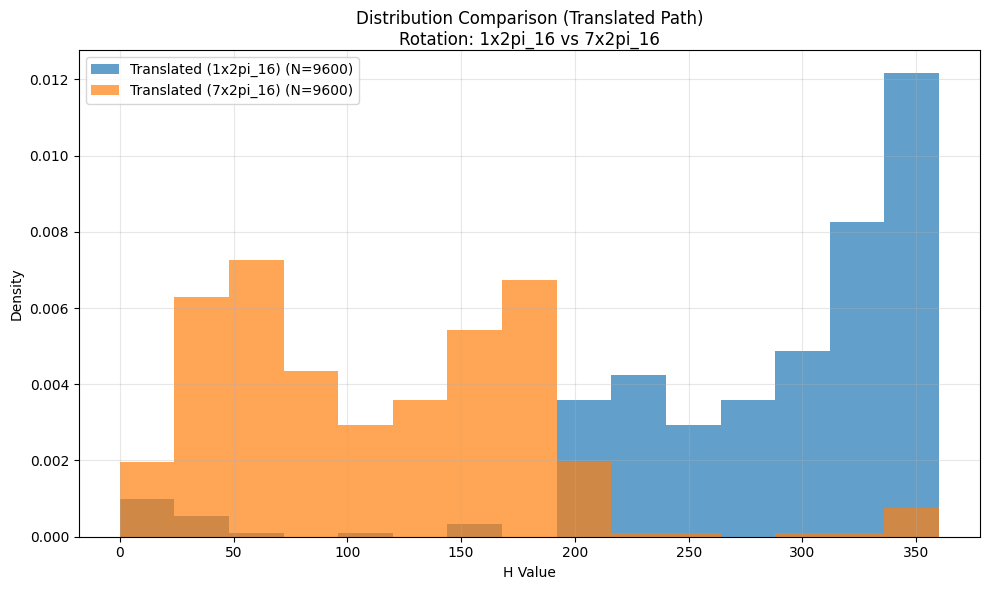 Distribution Comparison (Translated Path)
Rotation: 1x2pi_16 vs 7x2pi_16
Translated (1x2pi_16) (N=9600)
Translated (7x2pi_16) (N=9600)
Density
0.012
0.010
0.008
0.006
0.004
0.002
0.000
0 50 100 150 200 250 300 350
H Value